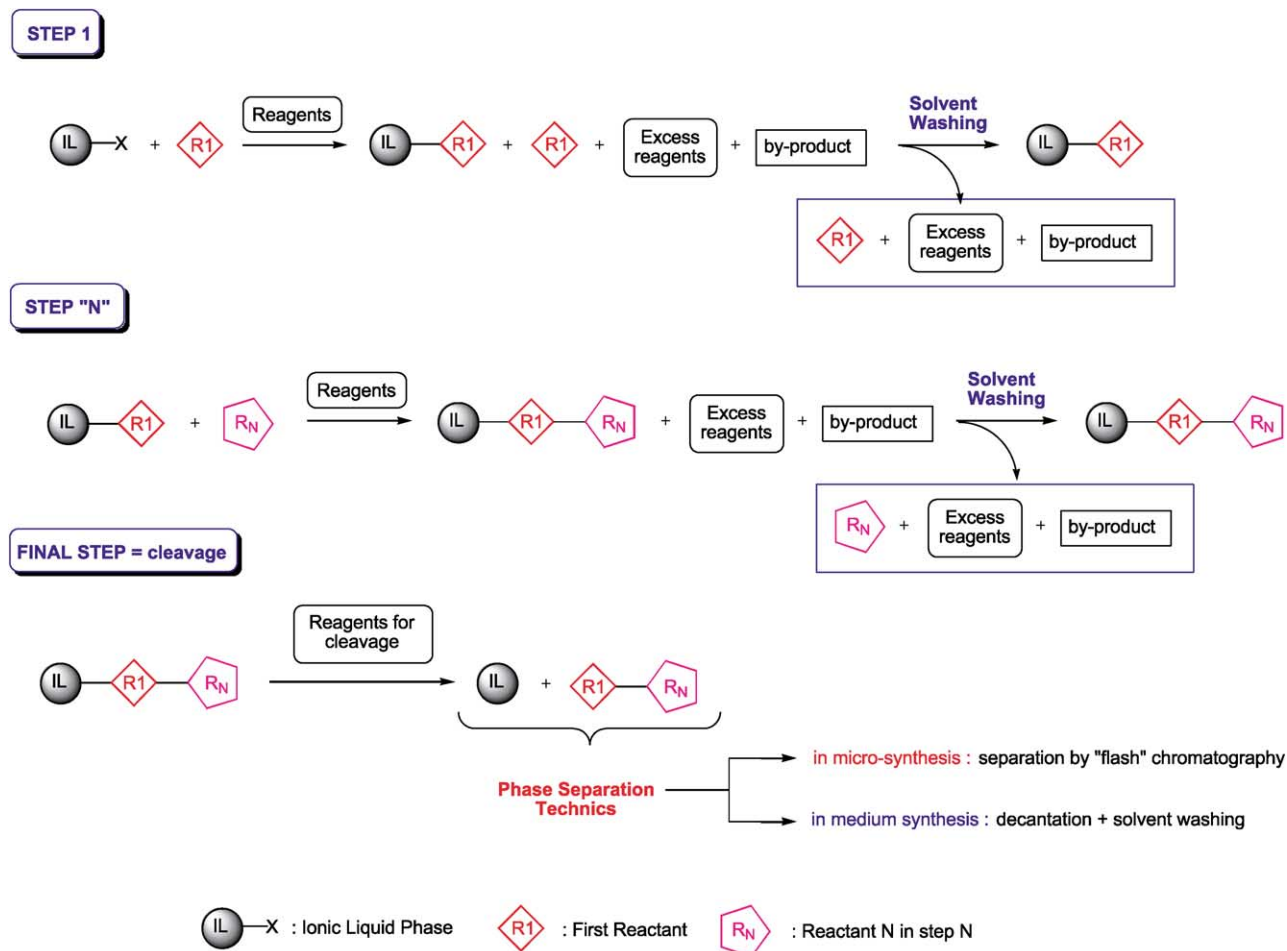 STEP 1
IL X + R1 Reagents IL R1 + R1 + Excess reagents + by-product Solvent Washing IL R1
R1 + Excess reagents + by-product
STEP "N"
IL R1 + RN Reagents IL R1 RN + Excess reagents + by-product Solvent Washing IL R1 RN
RN + Excess reagents + by-product
FINAL STEP = cleavage
IL R1 RN Reagents for cleavage IL + R1 RN
Phase Separation
Technics
in micro-synthesis : separation by "flash" chromatography
in medium synthesis : decantation + solvent washing
IL X : Ionic Liquid Phase R1 : First Reactant RN : Reactant N in step N